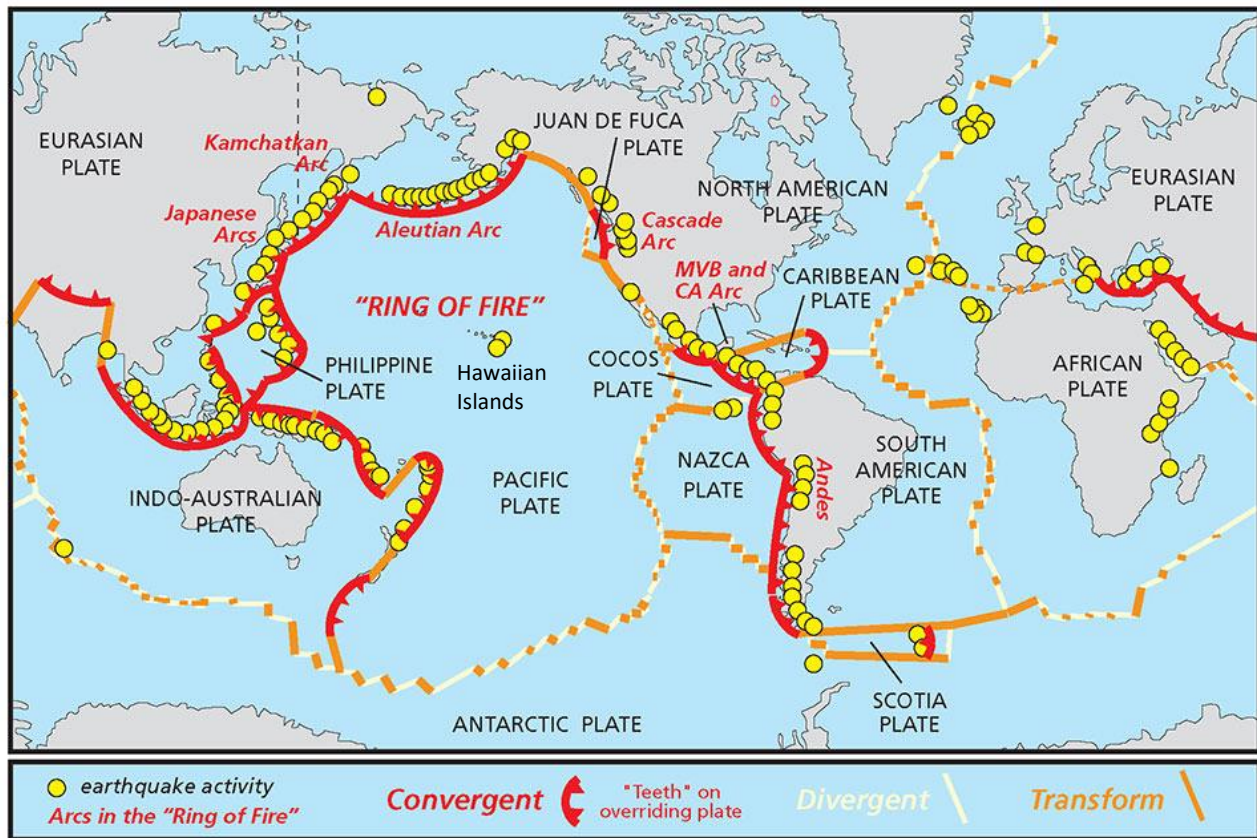 EURASIAN
PLATE
Kamchatkan
Arc
Japanese
Arcs
Aleutian Arc
JUAN DE FUCA
PLATE
NORTH AMERICAN
PLATE
Cascade
Arc
MVB and
CA Arc
CARIBBEAN
PLATE
EURASIAN
PLATE
"RING OF FIRE"
PHILIPPINE
PLATE
Hawaiian
Islands
COCOS
PLATE
AFRICAN
PLATE
INDO-AUSTRALIAN
PLATE
PACIFIC
PLATE
NAZCA
PLATE
Andes
SOUTH
AMERICAN
PLATE
ANTARCTIC PLATE
SCOTIA
PLATE
earthquake activity
Arcs in the "Ring of Fire"
Convergent
"Teeth" on
overriding plate
Divergent
Transform